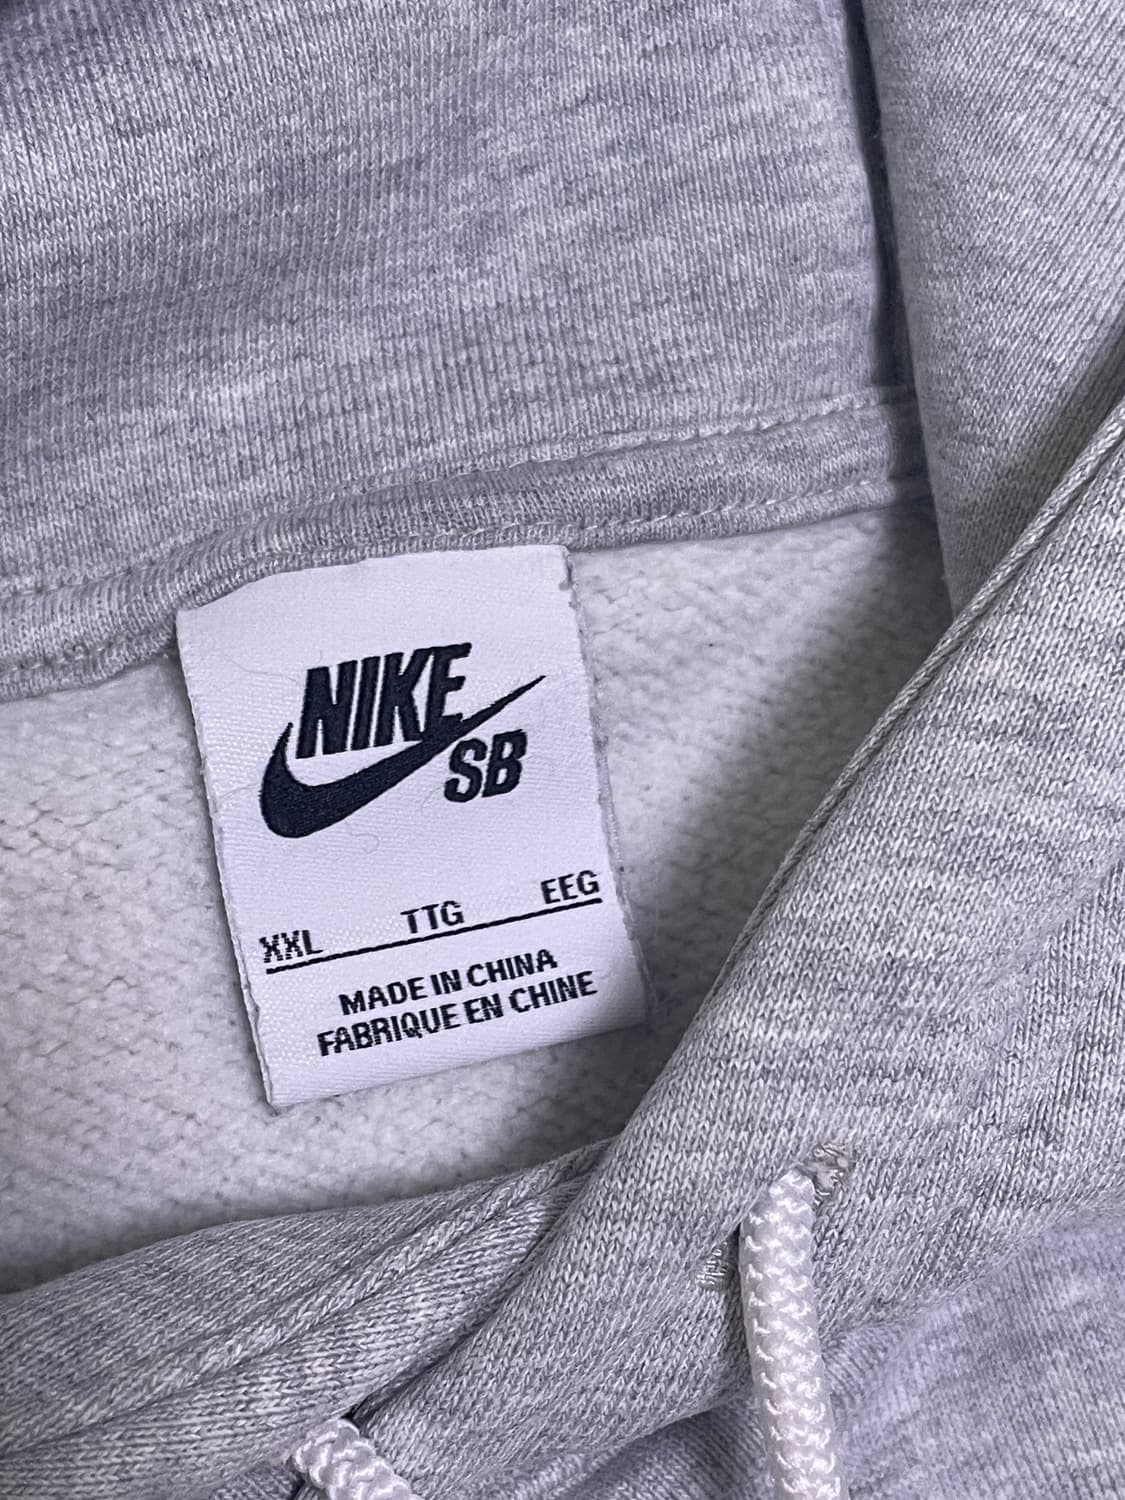 NIKE
SB
XXL TTG EEG
MADE IN CHINA
FABRIQUE EN CHINE